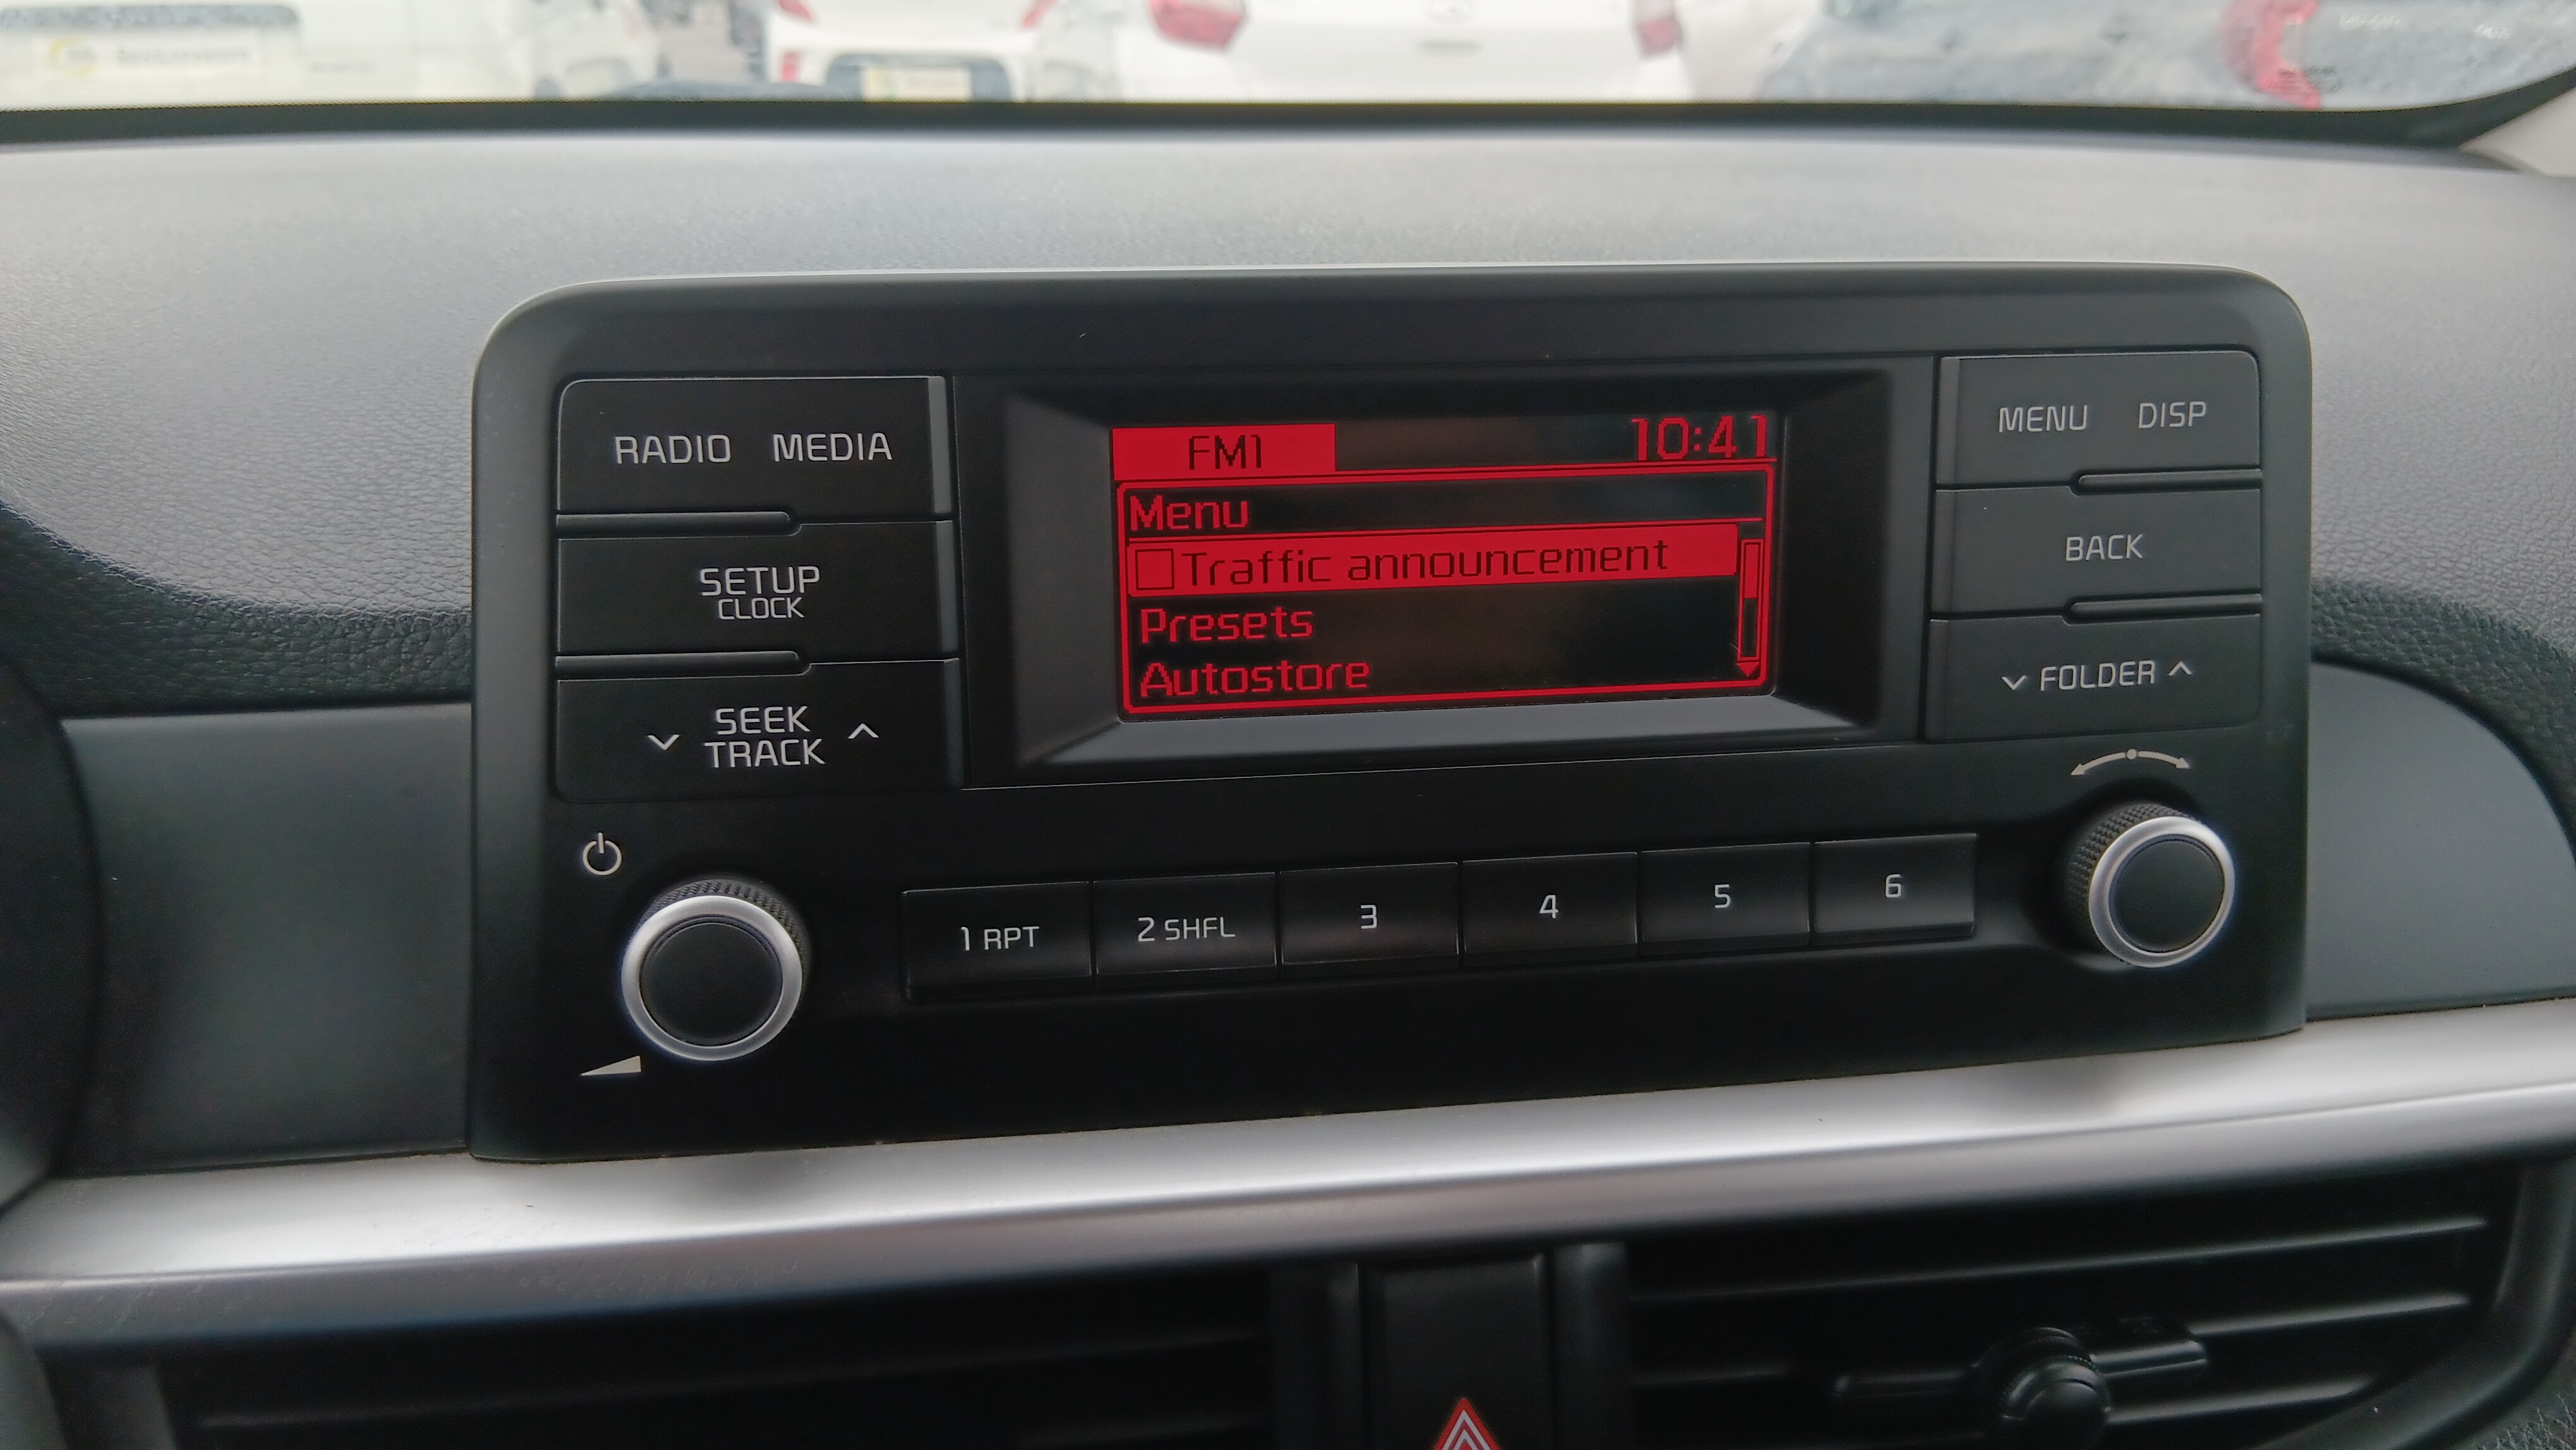 RADIO MEDIA
SETUP
CLOCK
SEEK
TRACK
FM1 10:41
Menu
Traffic announcement
Presets
Autostore
MENU DISP
BACK
FOLDER
1 RPT 2 SHFL 3 4 5 6